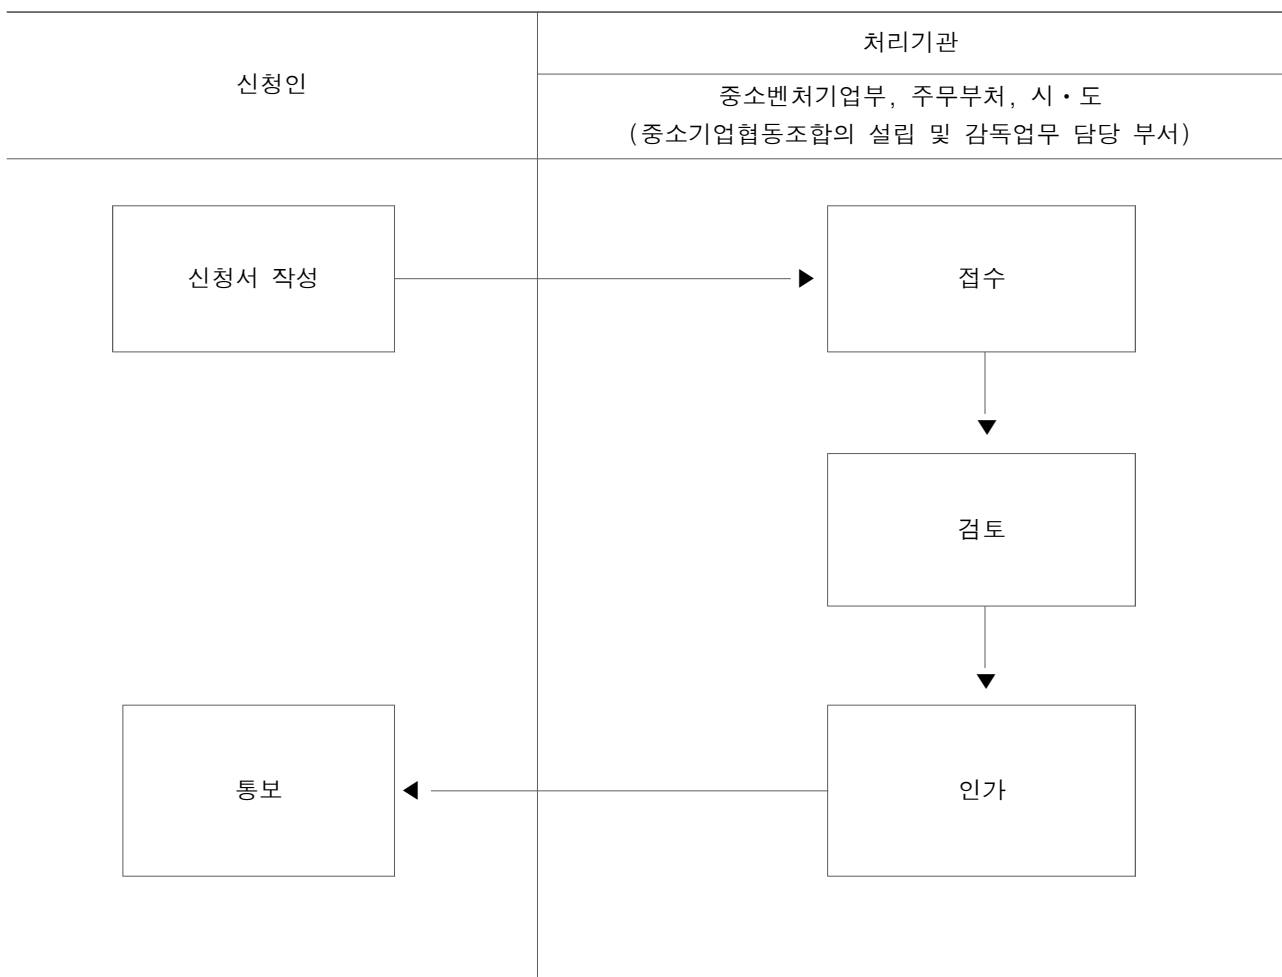 신청인
처리기관
중소벤처기업부, 주무부처, 시·도
(중소기업협동조합의 설립 및 감독업무 담당 부서)
신청서 작성
접수
검토
통보
인가